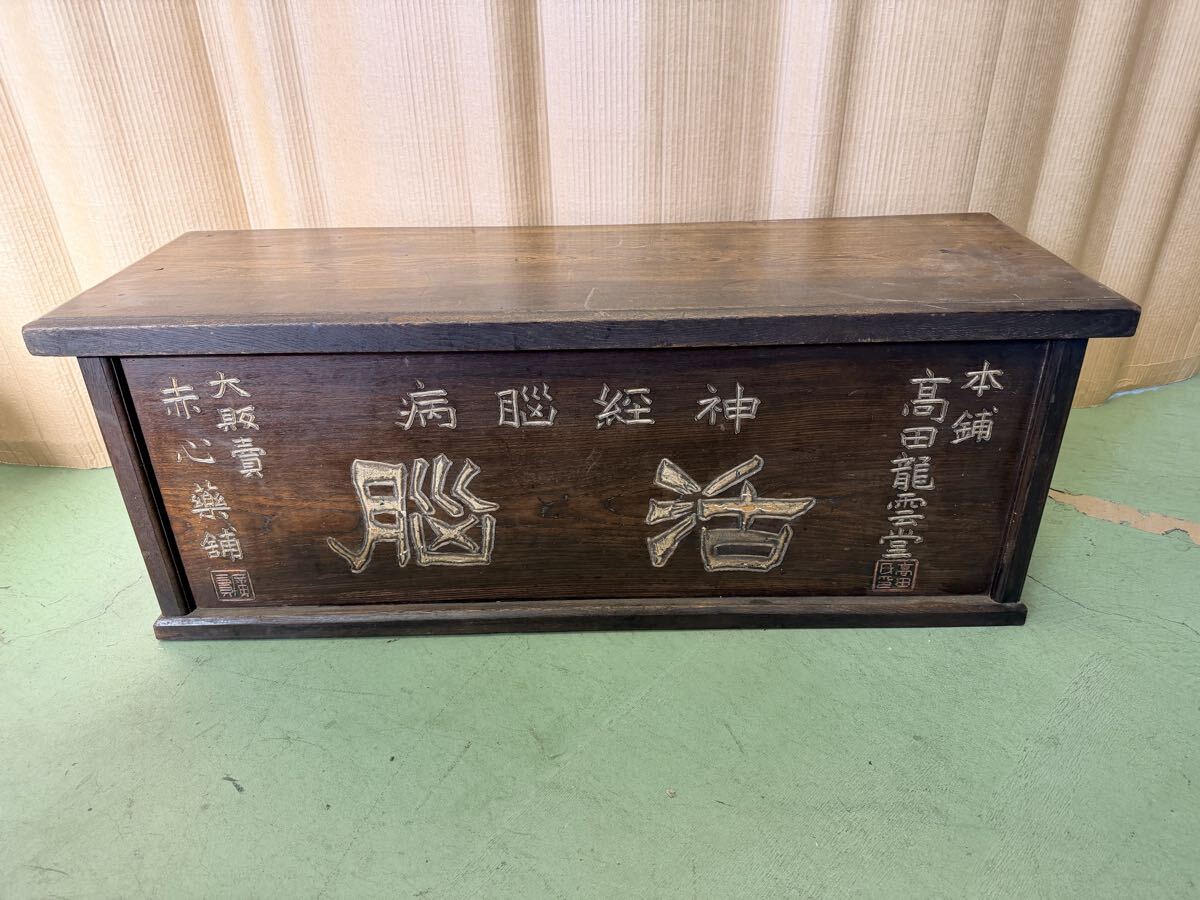 本舗
高田龍雲堂
神経脳病
活脳
大販賣
赤心藥舗